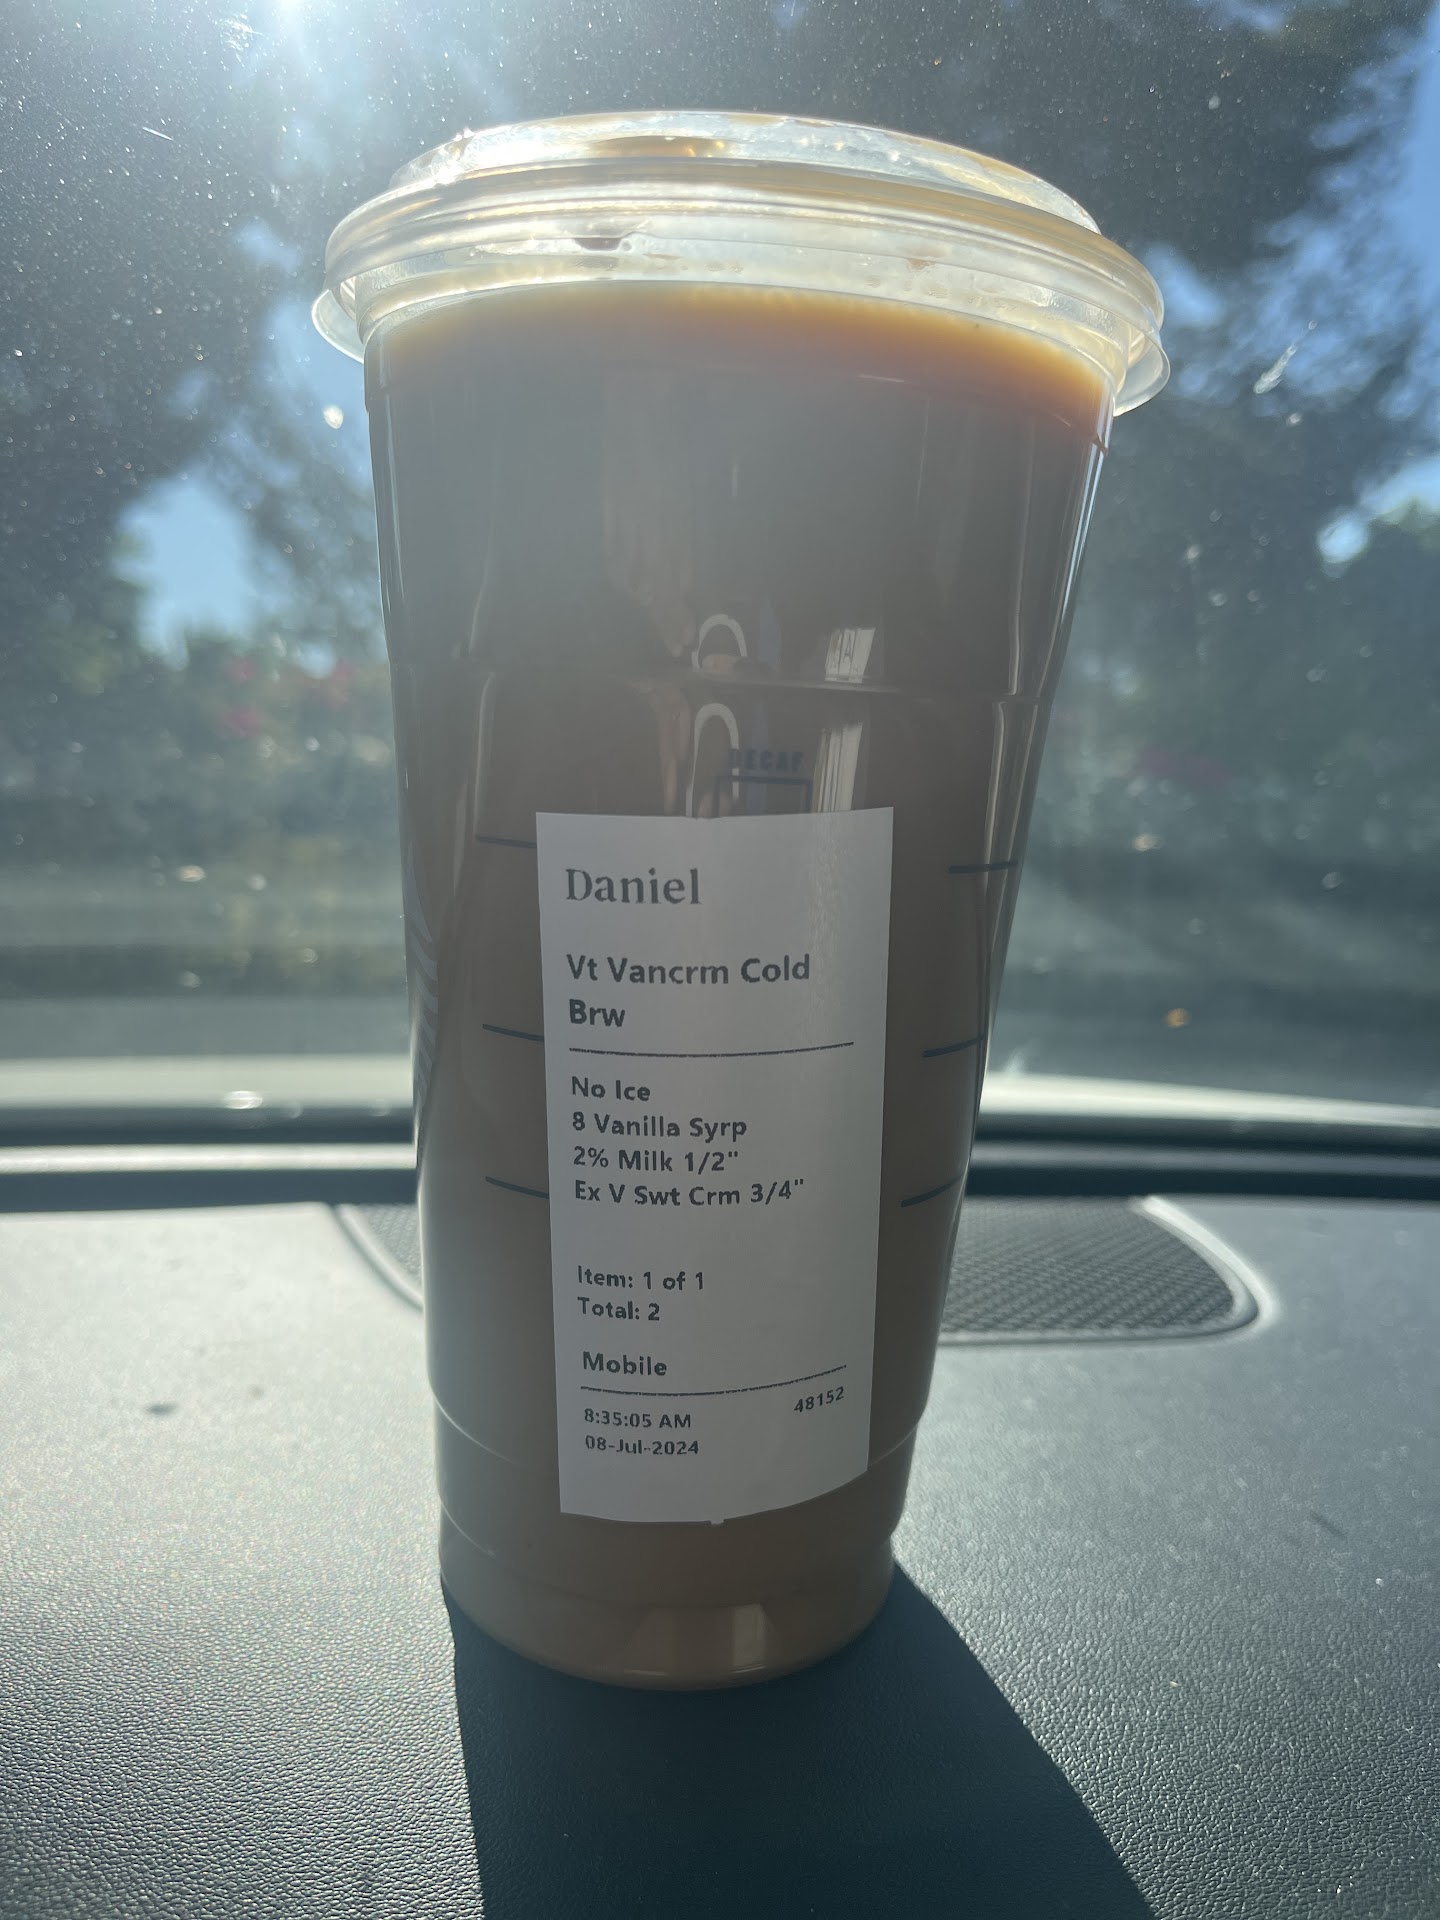 DECAF
Daniel
Vt Vancrm Cold
Brw
No Ice
8 Vanilla Syrp
2% Milk 1/2"
Ex V Swt Crm 3/4"
Item: 1 of 1
Total: 2
Mobile
48152
8:35:05 AM
08-Jul-2024